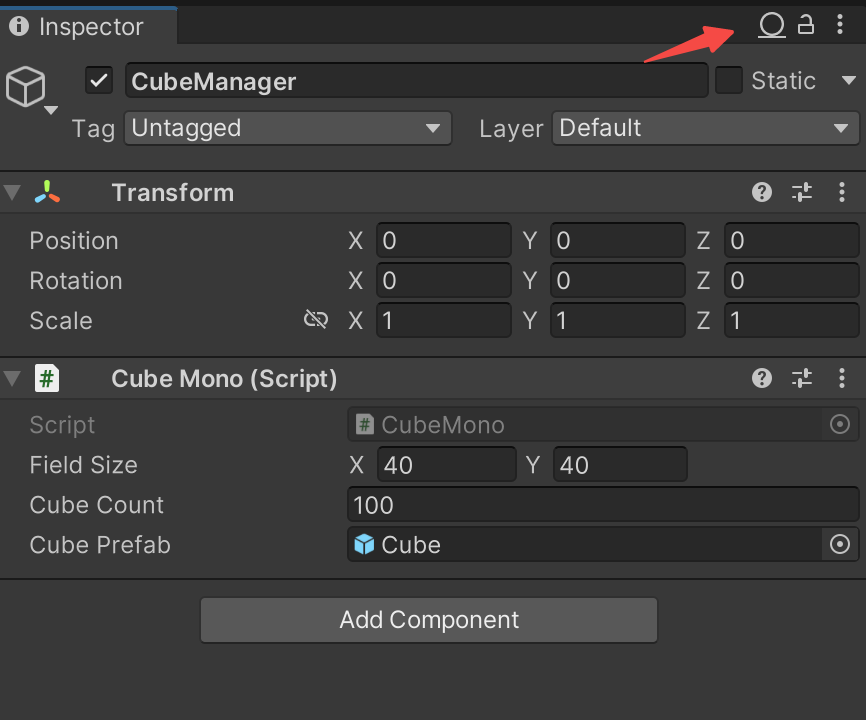 Inspector
CubeManager Static
Tag Untagged Layer Default
Transform
Position X 0 Y 0 Z 0
Rotation X 0 Y 0 Z 0
Scale X 1 Y 1 Z 1
# Cube Mono (Script)
Script # CubeMono
Field Size X 40 Y 40
Cube Count 100
Cube Prefab Cube
Add Component